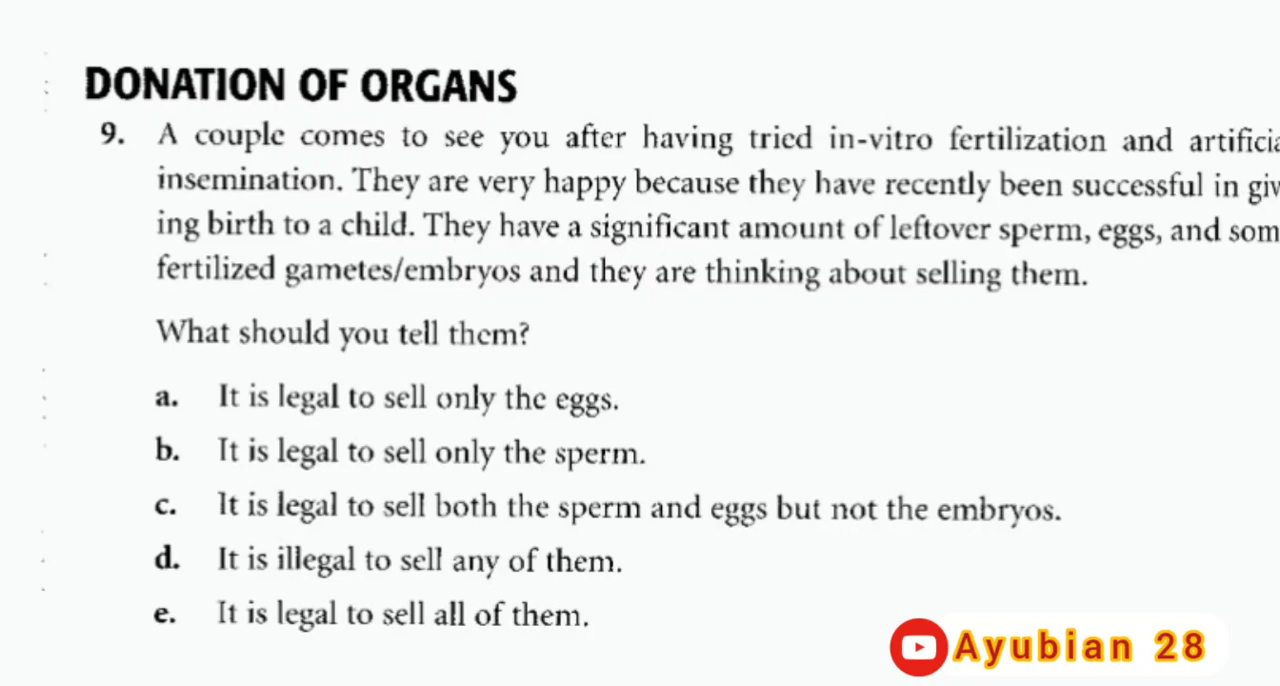 DONATION OF ORGANS
9. A couple comes to see you after having tried in-vitro fertilization and artificia
insemination. They are very happy because they have recently been successful in giv
ing birth to a child. They have a significant amount of leftover sperm, eggs, and som
fertilized gametes/embryos and they are thinking about selling them.
What should you tell them?
a. It is legal to sell only the eggs.
b. It is legal to sell only the sperm.
c. It is legal to sell both the sperm and eggs but not the embryos.
d. It is illegal to sell any of them.
e. It is legal to sell all of them.
Ayubian 28